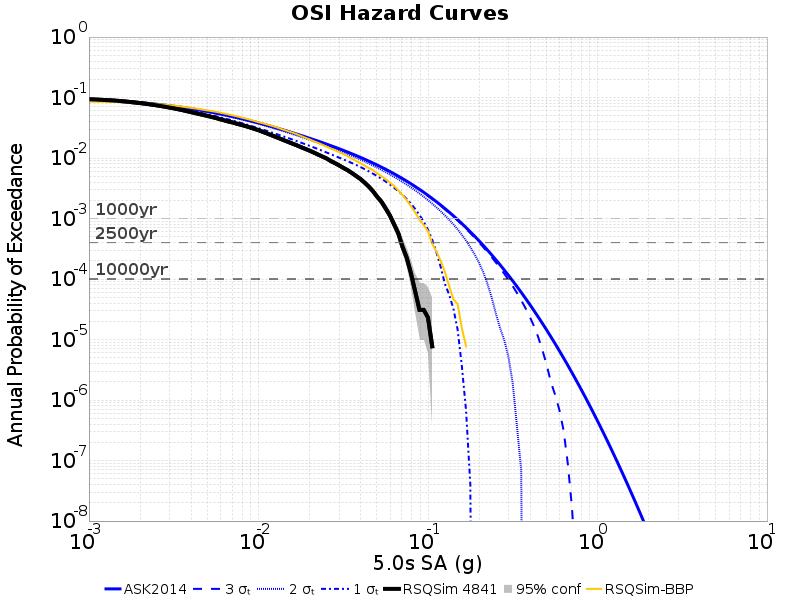 OSI Hazard Curves
Annual Probability of Exceedance
10^0
10^-1
10^-2
10^-3
10^-4
10^-5
10^-6
10^-7
10^-8
1000yr
2500yr
10000yr
10^-3 10^-2 10^-1 10^0 10^1
5.0s SA (g)
ASK2014 3 σₜ 2 σₜ 1 σₜ RSQSim 4841 95% conf RSQSim-BBP